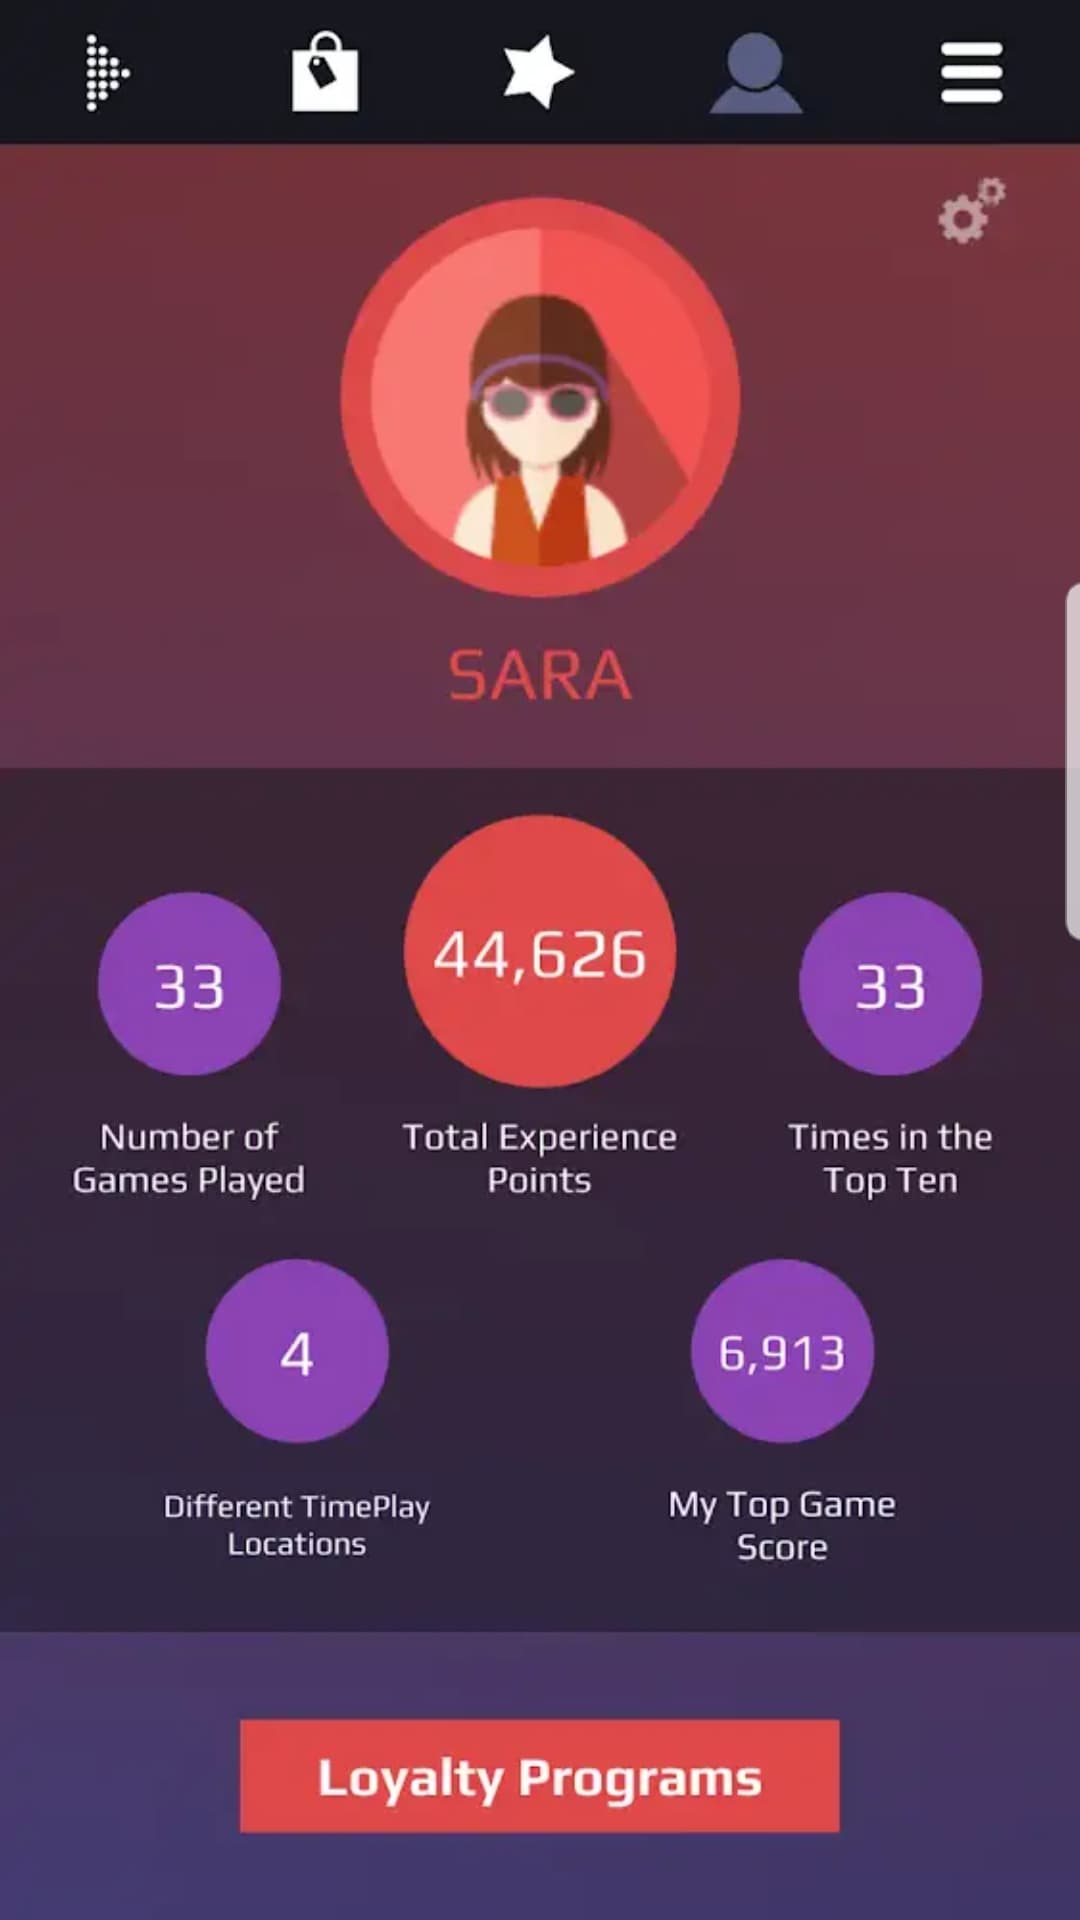 SARA
33
44,626
33
Number of
Games Played
Total Experience
Points
Times in the
Top Ten
4
6,913
Different TimePlay
Locations
My Top Game
Score
Loyalty Programs